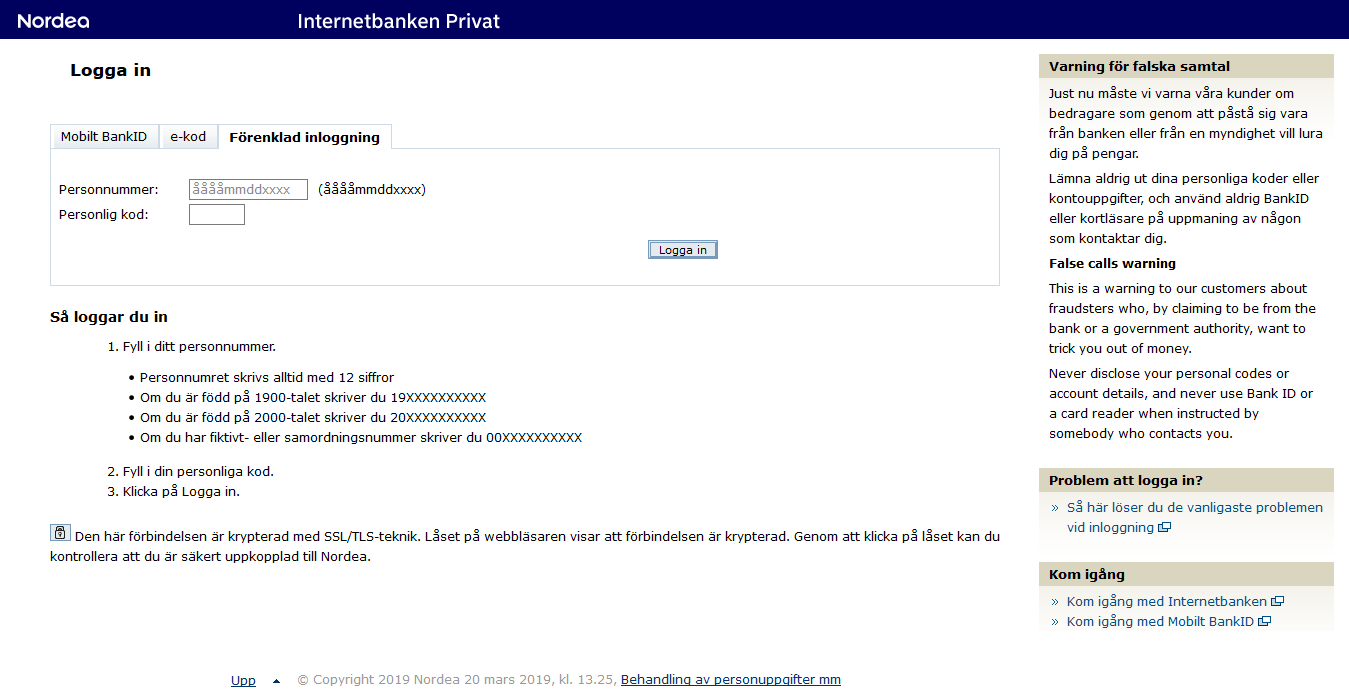 Nordea
Internetbanken Privat
Logga in
Mobilt BankID
e-kod
Förenklad inloggning
Personnummer:
ååååmmddxxxx
(ååååmmddxxxx)
Personlig kod:
Logga in
Så loggar du in
1. Fyll i ditt personnummer.
• Personnumret skrivs alltid med 12 siffror
• Om du är född på 1900-talet skriver du 19XXXXXXXXXX
• Om du är född på 2000-talet skriver du 20XXXXXXXXXX
• Om du har fiktivt- eller samordningsnummer skriver du 00XXXXXXXXXX
2. Fyll i din personliga kod.
3. Klicka på Logga in.
Den här förbindelsen är krypterad med SSL/TLS-teknik. Låset på webbläsaren visar att förbindelsen är krypterad. Genom att klicka på låset kan du
kontrollera att du är säkert uppkopplad till Nordea.
Varning för falska samtal
Just nu måste vi varna våra kunder om
bedragare som genom att påstå sig vara
från banken eller från en myndighet vill lura
dig på pengar.
Lämna aldrig ut dina personliga koder eller
kontouppgifter, och använd aldrig BankID
eller kortläsare på uppmaning av någon
som kontaktar dig.
False calls warning
This is a warning to our customers about
fraudsters who, by claiming to be from the
bank or a government authority, want to
trick you out of money.
Never disclose your personal codes or
account details, and never use Bank ID or
a card reader when instructed by
somebody who contacts you.
Problem att logga in?
» Så här löser du de vanligaste problemen
vid inloggning
Kom igång
» Kom igång med Internetbanken
» Kom igång med Mobilt BankID
Upp
© Copyright 2019 Nordea 20 mars 2019, kl. 13.25, Behandling av personuppgifter mm